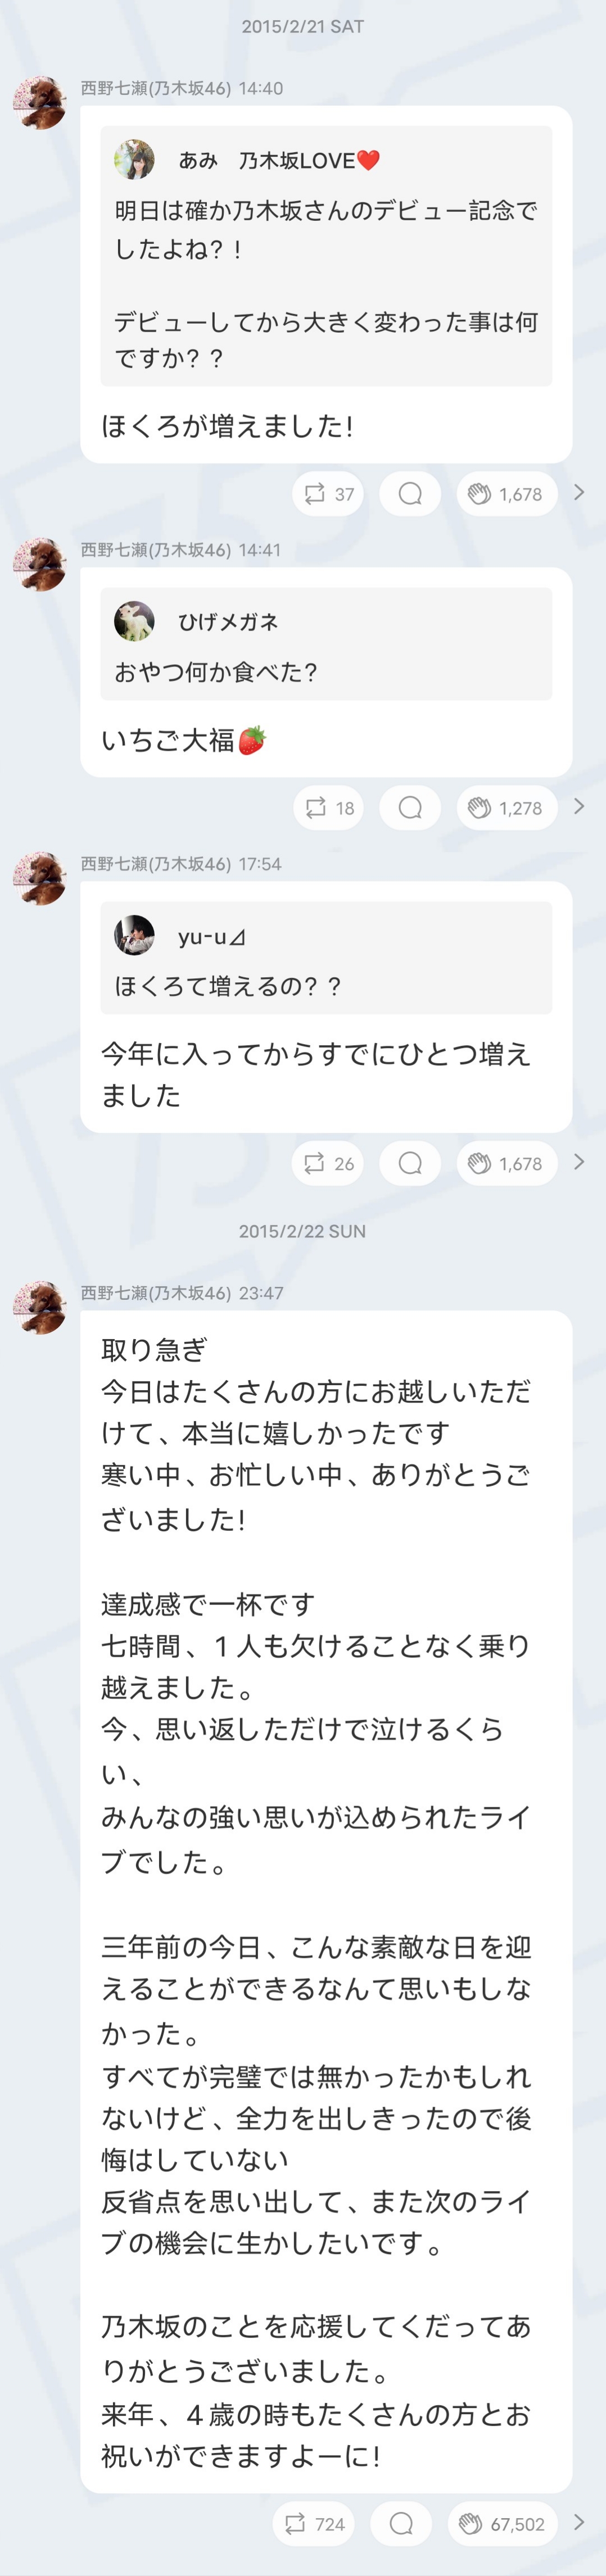 2015/2/21 SAT
西野七瀬(乃木坂46) 14:40
あみ　乃木坂LOVE❤️
明日は確か乃木坂さんのデビュー記念で
したよね?！
デビューしてから大きく変わった事は何
ですか?？
ほくろが増えました!
37
1,678
西野七瀬(乃木坂46) 14:41
ひげメガネ
おやつ何か食べた?
いちご大福🍓
18
1,278
西野七瀬(乃木坂46) 17:54
yu-u⊿
ほくろて増えるの?？
今年に入ってからすでにひとつ増え
ました
26
1,678
2015/2/22 SUN
西野七瀬(乃木坂46) 23:47
取り急ぎ
今日はたくさんの方にお越しいただ
けて、本当に嬉しかったです
寒い中、お忙しい中、ありがとうご
ざいました!
達成感で一杯です
七時間、１人も欠けることなく乗り
越えました。
今、思い返しただけで泣けるくら
い、
みんなの強い思いが込められたライ
ブでした。
三年前の今日、こんな素敵な日を迎
えることができるなんて思いもしな
かった。
すべてが完璧では無かったかもしれ
ないけど、全力を出しきったので後
悔はしていない
反省点を思い出して、また次のライ
ブの機会に生かしたいです。
乃木坂のことを応援してくだってあ
りがとうございました。
来年、４歳の時もたくさんの方とお
祝いができますよーに!
724
67,502